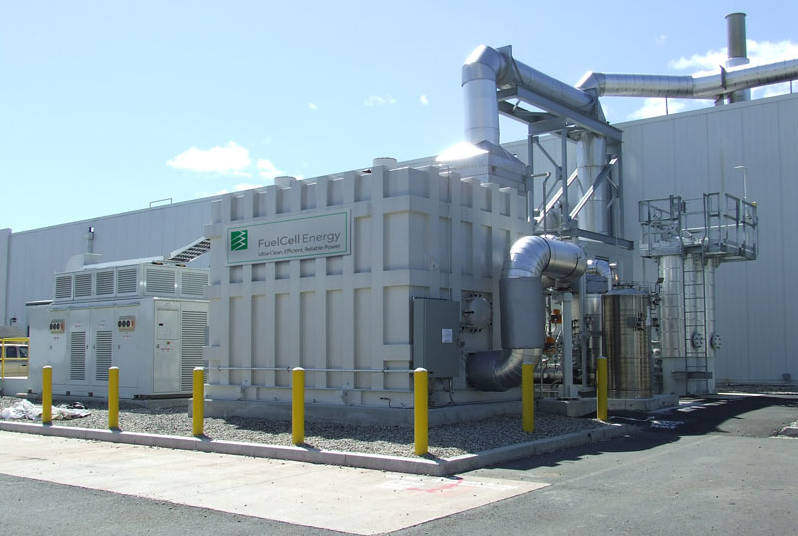 FuelCell Energy
Ultra-Clean, Efficient, Reliable Power